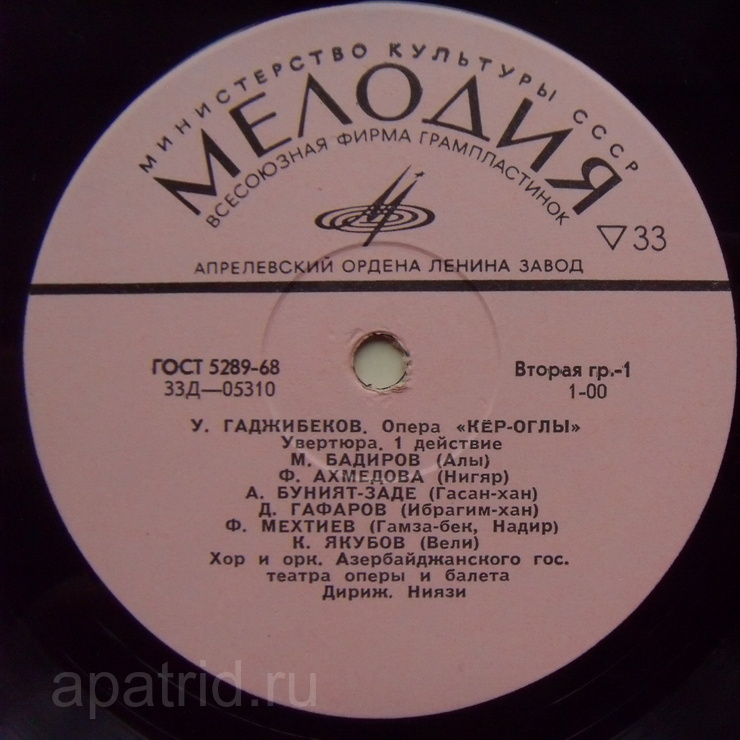 МИНИСТЕРСТВО КУЛЬТУРЫ СССР
МЕЛОДИЯ
ВСЕСОЮЗНАЯ ФИРМА ГРАМПЛАСТИНОК
▽33
АПРЕЛЕВСКИЙ ОРДЕНА ЛЕНИНА ЗАВОД
ГОСТ 5289-68
33Д—05310
Вторая гр.-1
1-00
У. ГАДЖИБЕКОВ. Опера «КЁР-ОГЛЫ»
Увертюра. 1 действие
М. БАДИРОВ (Алы)
Ф. АХМЕДОВА (Нигяр)
А. БУНИЯТ-ЗАДЕ (Гасан-хан)
Д. ГАФАРОВ (Ибрагим-хан)
Ф. МЕХТИЕВ (Гамза-бек, Надир)
К. ЯКУБОВ (Вели)
Хор и орк. Азербайджанского гос.
театра оперы и балета
Дириж. Ниязи
apatrid.ru